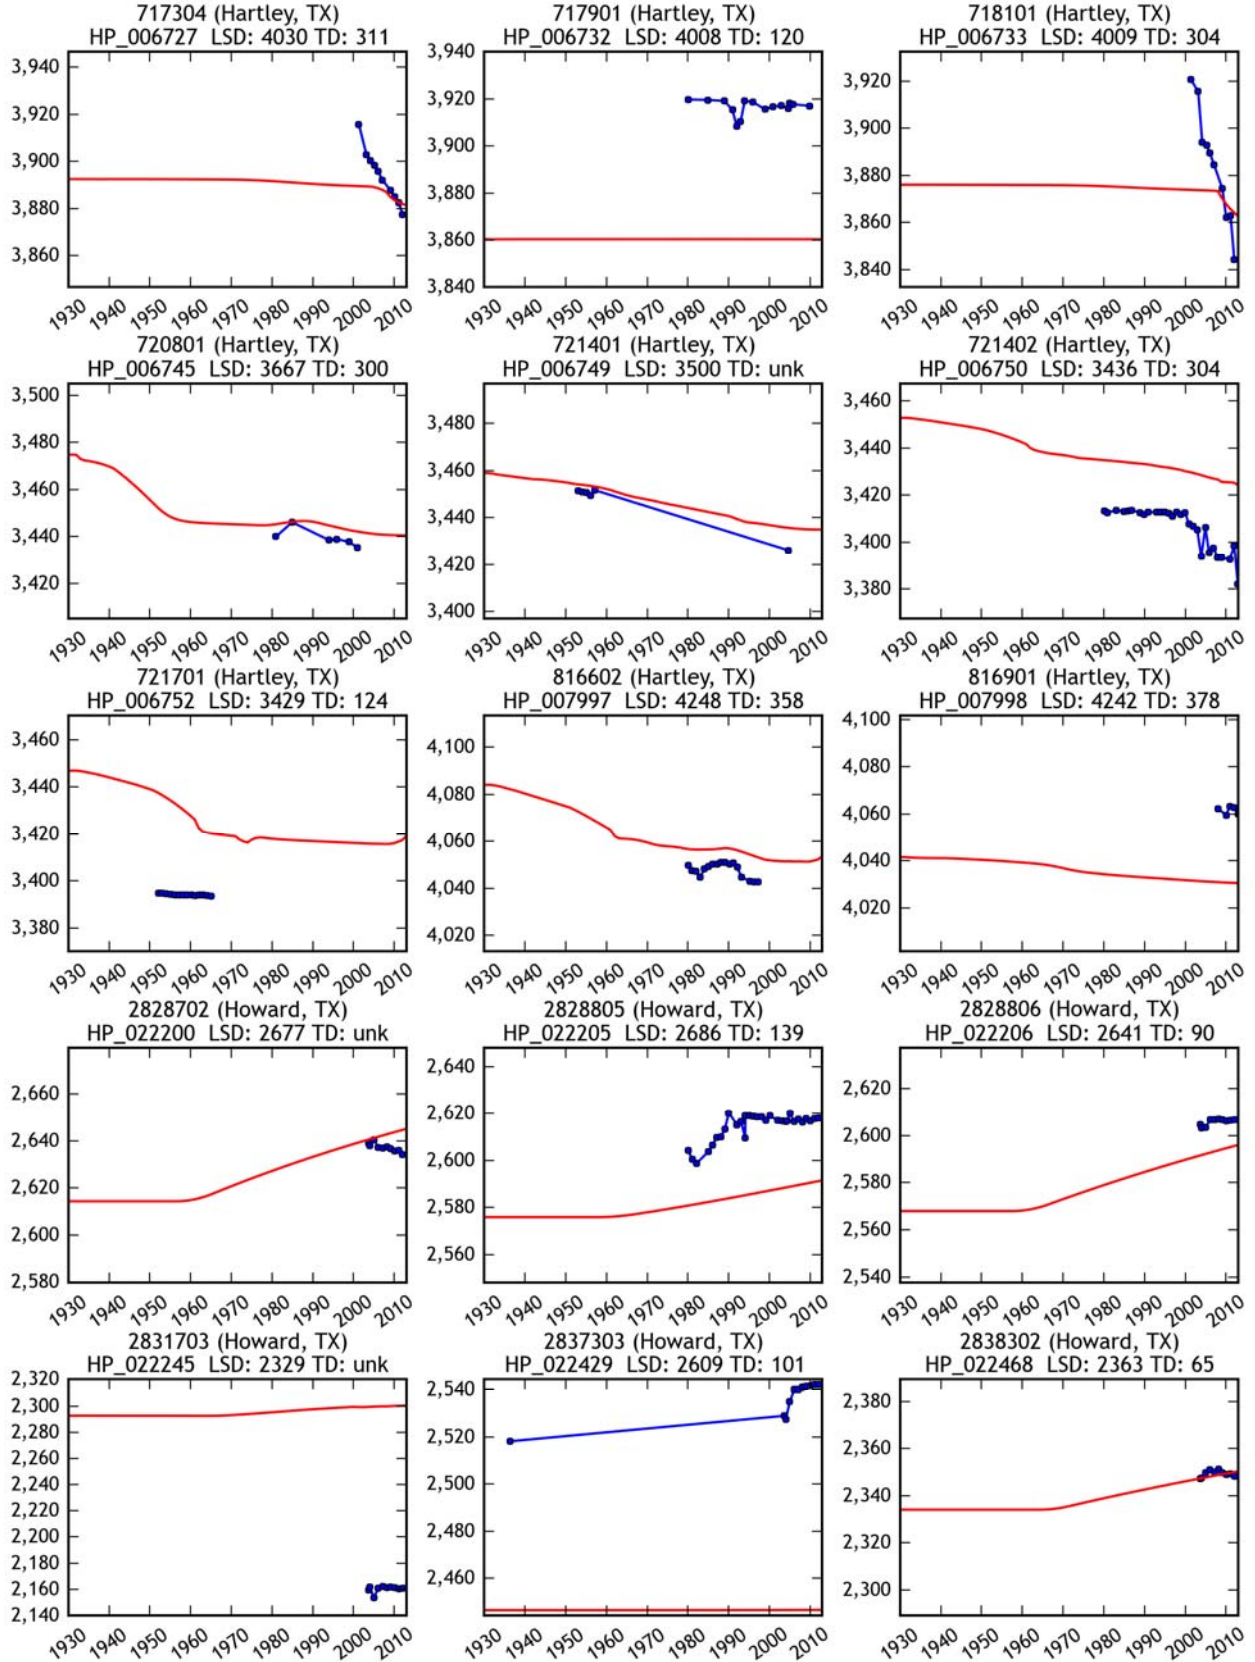 717304 (Hartley, TX)
HP_006727 LSD: 4030 TD: 311
3,940
3,920
3,900
3,880
3,860
1930 1940 1950 1960 1970 1980 1990 2000 2010
717901 (Hartley, TX)
HP_006732 LSD: 4008 TD: 120
3,940
3,920
3,900
3,880
3,860
3,840
1930 1940 1950 1960 1970 1980 1990 2000 2010
718101 (Hartley, TX)
HP_006733 LSD: 4009 TD: 304
3,920
3,900
3,880
3,860
3,840
1930 1940 1950 1960 1970 1980 1990 2000 2010
720801 (Hartley, TX)
HP_006745 LSD: 3667 TD: 300
3,500
3,480
3,460
3,440
3,420
1930 1940 1950 1960 1970 1980 1990 2000 2010
721401 (Hartley, TX)
HP_006749 LSD: 3500 TD: unk
3,480
3,460
3,440
3,420
3,400
1930 1940 1950 1960 1970 1980 1990 2000 2010
721402 (Hartley, TX)
HP_006750 LSD: 3436 TD: 304
3,460
3,440
3,420
3,400
3,380
1930 1940 1950 1960 1970 1980 1990 2000 2010
721701 (Hartley, TX)
HP_006752 LSD: 3429 TD: 124
3,460
3,440
3,420
3,400
3,380
1930 1940 1950 1960 1970 1980 1990 2000 2010
816602 (Hartley, TX)
HP_007997 LSD: 4248 TD: 358
4,100
4,080
4,060
4,040
4,020
1930 1940 1950 1960 1970 1980 1990 2000 2010
816901 (Hartley, TX)
HP_007998 LSD: 4242 TD: 378
4,100
4,080
4,060
4,040
4,020
1930 1940 1950 1960 1970 1980 1990 2000 2010
2828702 (Howard, TX)
HP_022200 LSD: 2677 TD: unk
2,660
2,640
2,620
2,600
2,580
1930 1940 1950 1960 1970 1980 1990 2000 2010
2828805 (Howard, TX)
HP_022205 LSD: 2686 TD: 139
2,640
2,620
2,600
2,580
2,560
1930 1940 1950 1960 1970 1980 1990 2000 2010
2828806 (Howard, TX)
HP_022206 LSD: 2641 TD: 90
2,620
2,600
2,580
2,560
2,540
1930 1940 1950 1960 1970 1980 1990 2000 2010
2831703 (Howard, TX)
HP_022245 LSD: 2329 TD: unk
2,320
2,300
2,280
2,260
2,240
2,220
2,200
2,180
2,160
2,140
1930 1940 1950 1960 1970 1980 1990 2000 2010
2837303 (Howard, TX)
HP_022429 LSD: 2609 TD: 101
2,540
2,520
2,500
2,480
2,460
1930 1940 1950 1960 1970 1980 1990 2000 2010
2838302 (Howard, TX)
HP_022468 LSD: 2363 TD: 65
2,380
2,360
2,340
2,320
2,300
1930 1940 1950 1960 1970 1980 1990 2000 2010